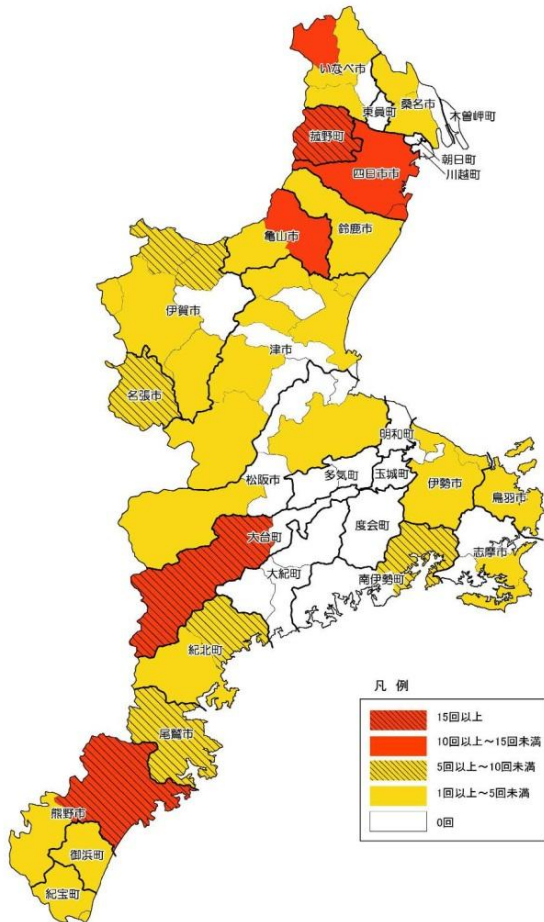 いなべ市
東員町
桑名市
木曽岬町
菰野町
朝日町
川越町
四日市市
亀山市
鈴鹿市
伊賀市
津市
名張市
明和町
松阪市
多気町
玉城町
伊勢市
鳥羽市
大台町
度会町
志摩市
大紀町
南伊勢町
紀北町
尾鷲市
熊野市
御浜町
紀宝町
凡 例
15回以上
10回以上～15回未満
5回以上～10回未満
1回以上～5回未満
0回